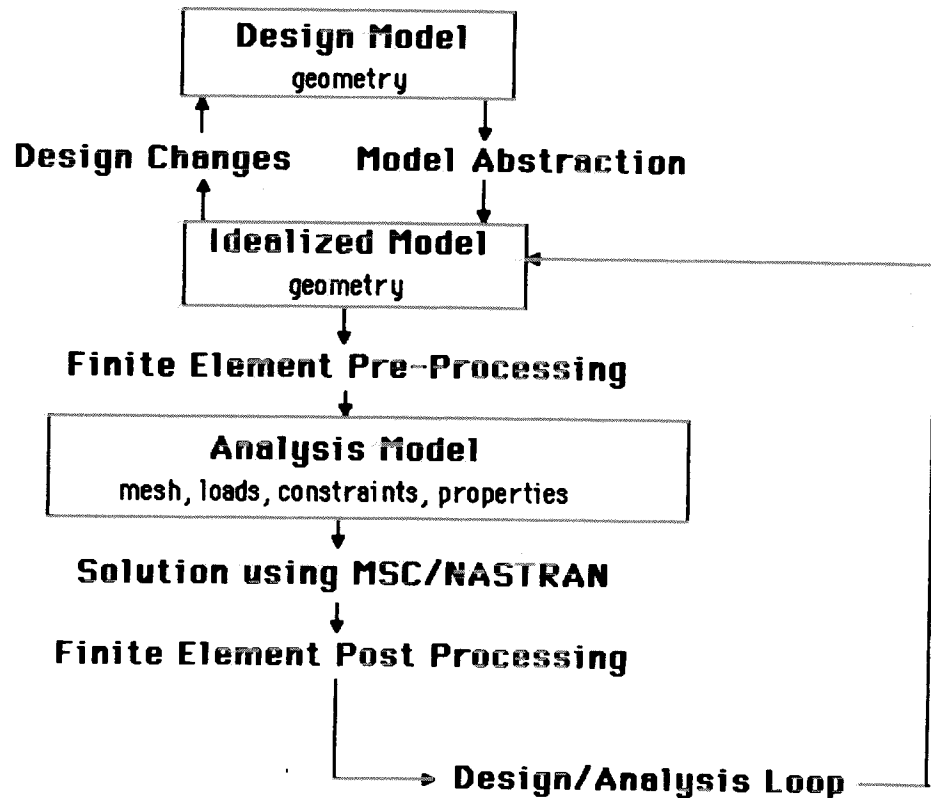 Design Model
geometry
Design Changes
Model Abstraction
Idealized Model
geometry
Finite Element Pre-Processing
Analysis Model
mesh, loads, constraints, properties
Solution using MSC/NASTRAN
Finite Element Post Processing
Design/Analysis Loop